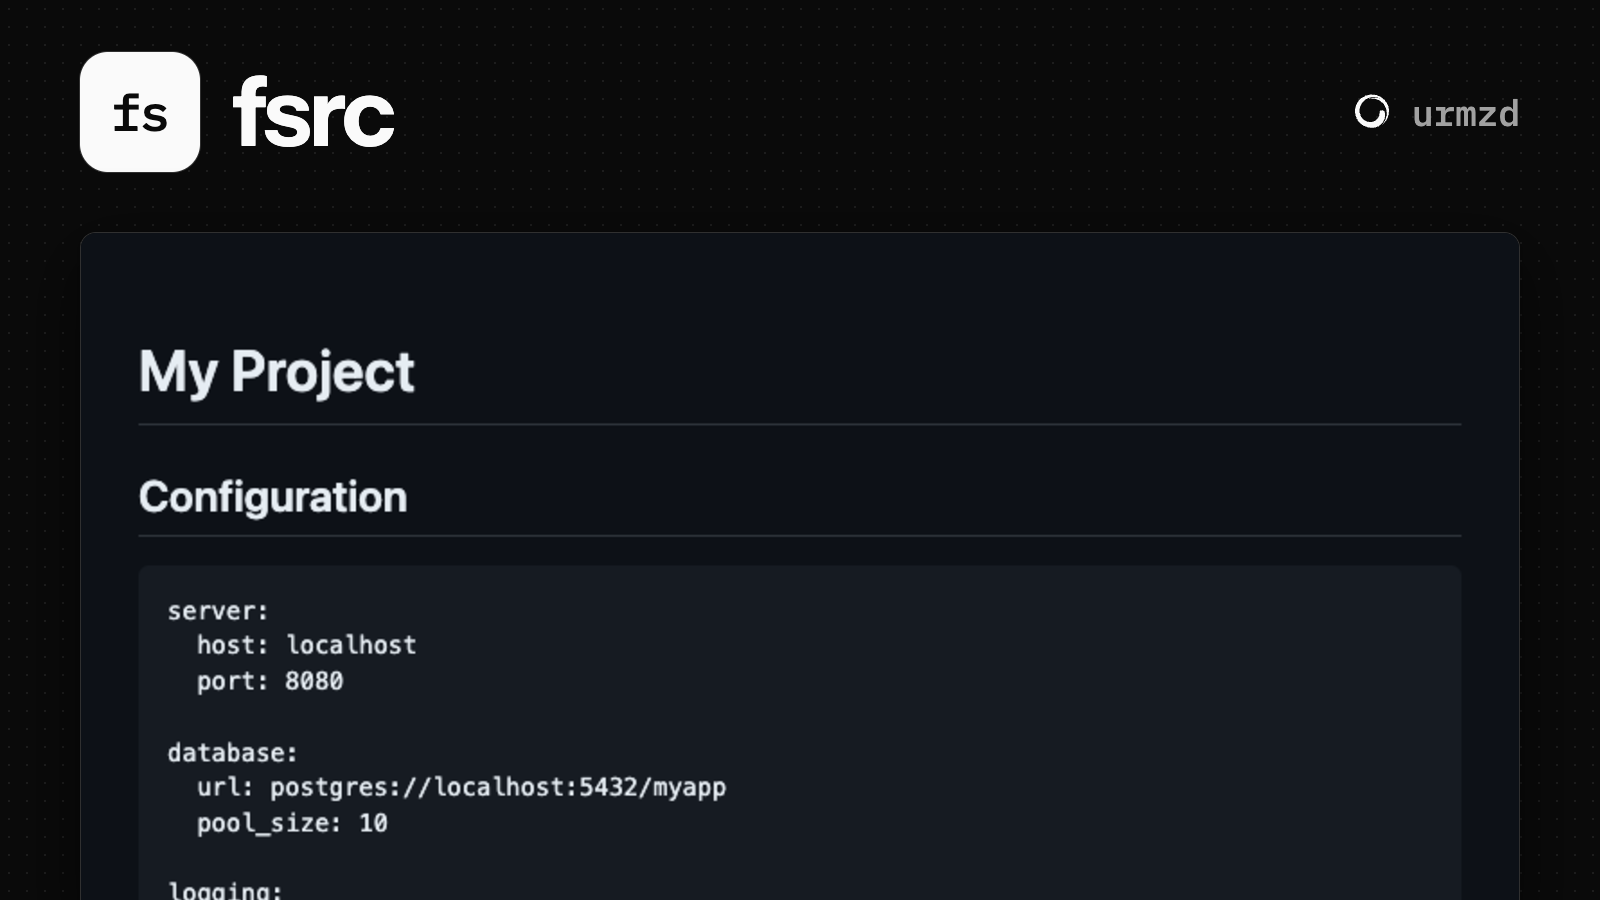 fs
fsrc
urmzd
My Project
Configuration
server:
  host: localhost
  port: 8080

database:
  url: postgres://localhost:5432/myapp
  pool_size: 10

logging: